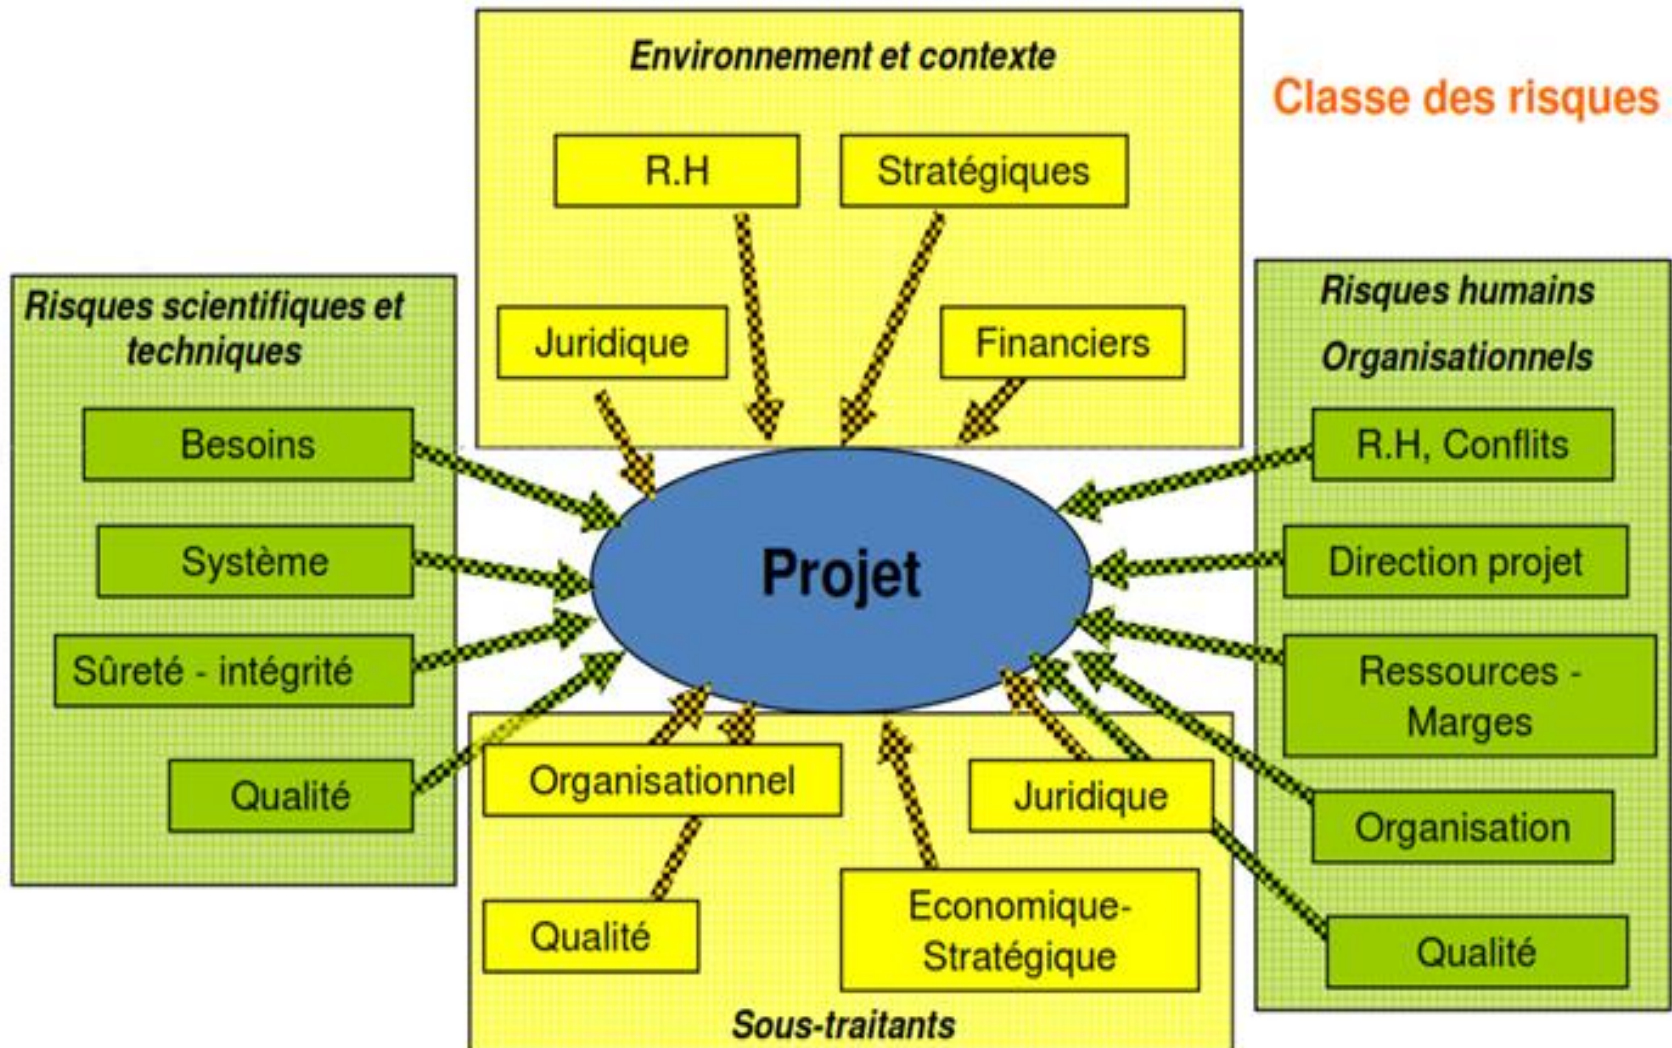 Environnement et contexte
Classe des risques
R.H
Stratégiques
Juridique
Financiers
Risques scientifiques et
techniques
Besoins
Système
Sûreté - intégrité
Qualité
Projet
Risques humains
Organisationnels
R.H, Conflits
Direction projet
Ressources -
Marges
Organisation
Qualité
Organisationnel
Juridique
Qualité
Economique-
Stratégique
Sous-traitants